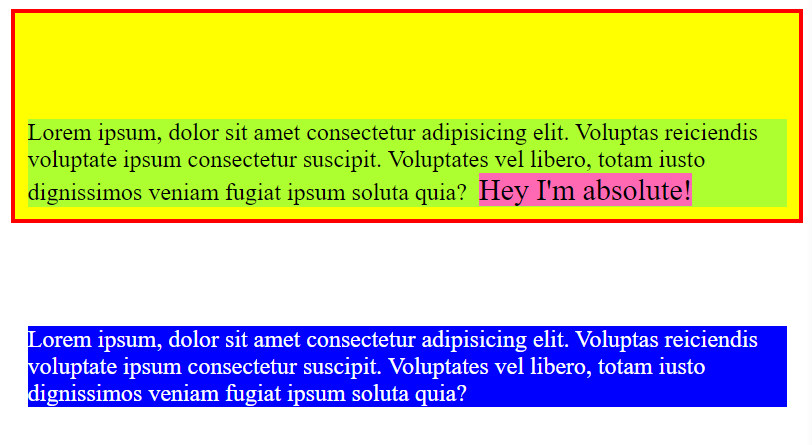 Lorem ipsum, dolor sit amet consectetur adipisicing elit. Voluptas reiciendis
voluptate ipsum consectetur suscipit. Voluptates vel libero, totam iusto
dignissimos veniam fugiat ipsum soluta quia? Hey I'm absolute!
Lorem ipsum, dolor sit amet consectetur adipisicing elit. Voluptas reiciendis
voluptate ipsum consectetur suscipit. Voluptates vel libero, totam iusto
dignissimos veniam fugiat ipsum soluta quia?